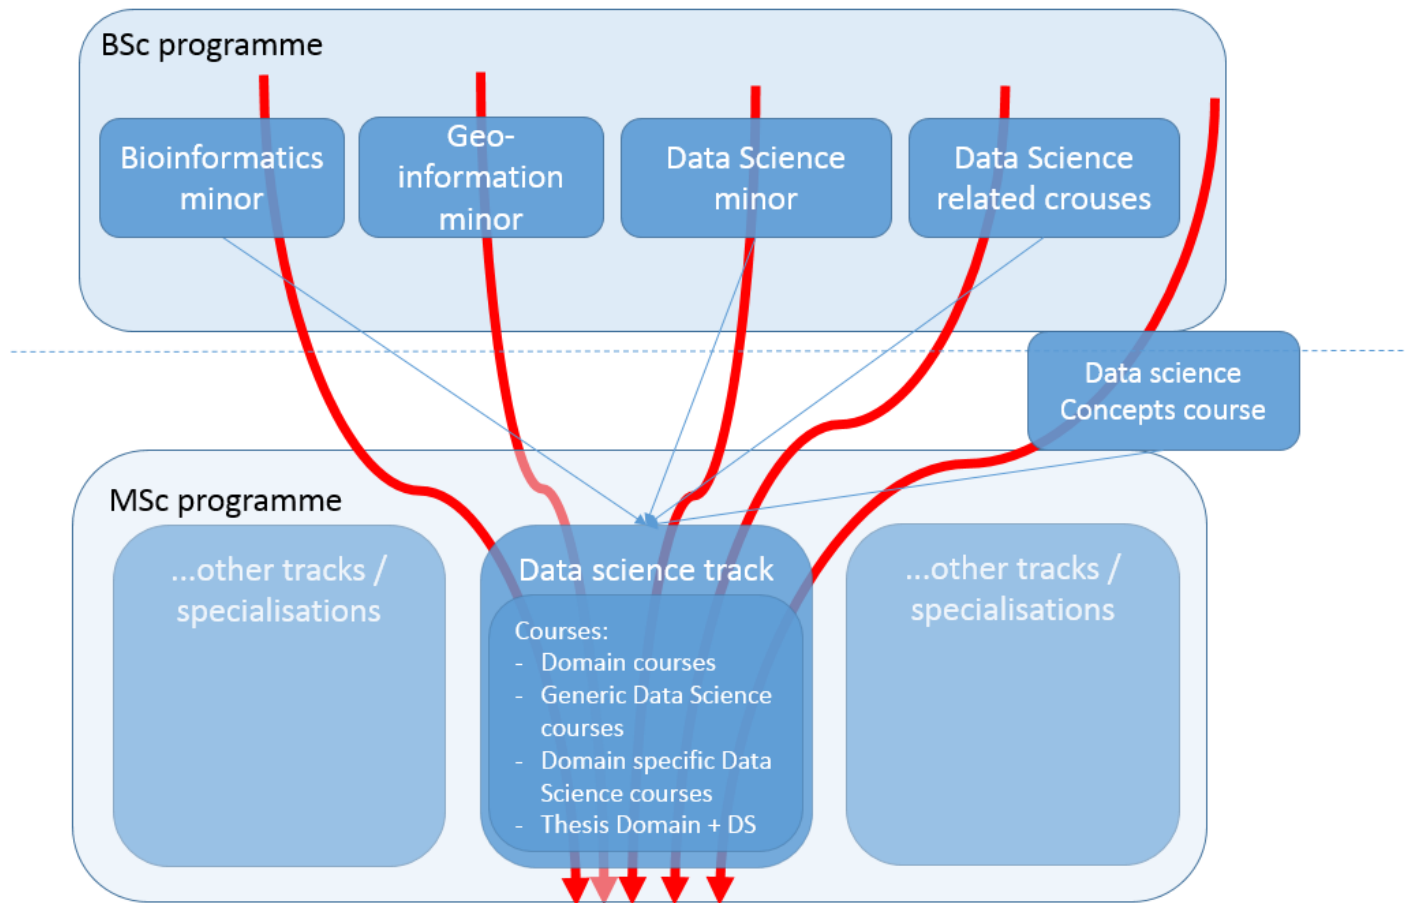 BSc programme
Bioinformatics
minor
Geo-
information
minor
Data Science
minor
Data Science
related crouses
Data science
Concepts course
MSc programme
...other tracks /
specialisations
Data science track
Courses:
- Domain courses
- Generic Data Science
courses
- Domain specific Data
Science courses
- Thesis Domain + DS
...other tracks /
specialisations